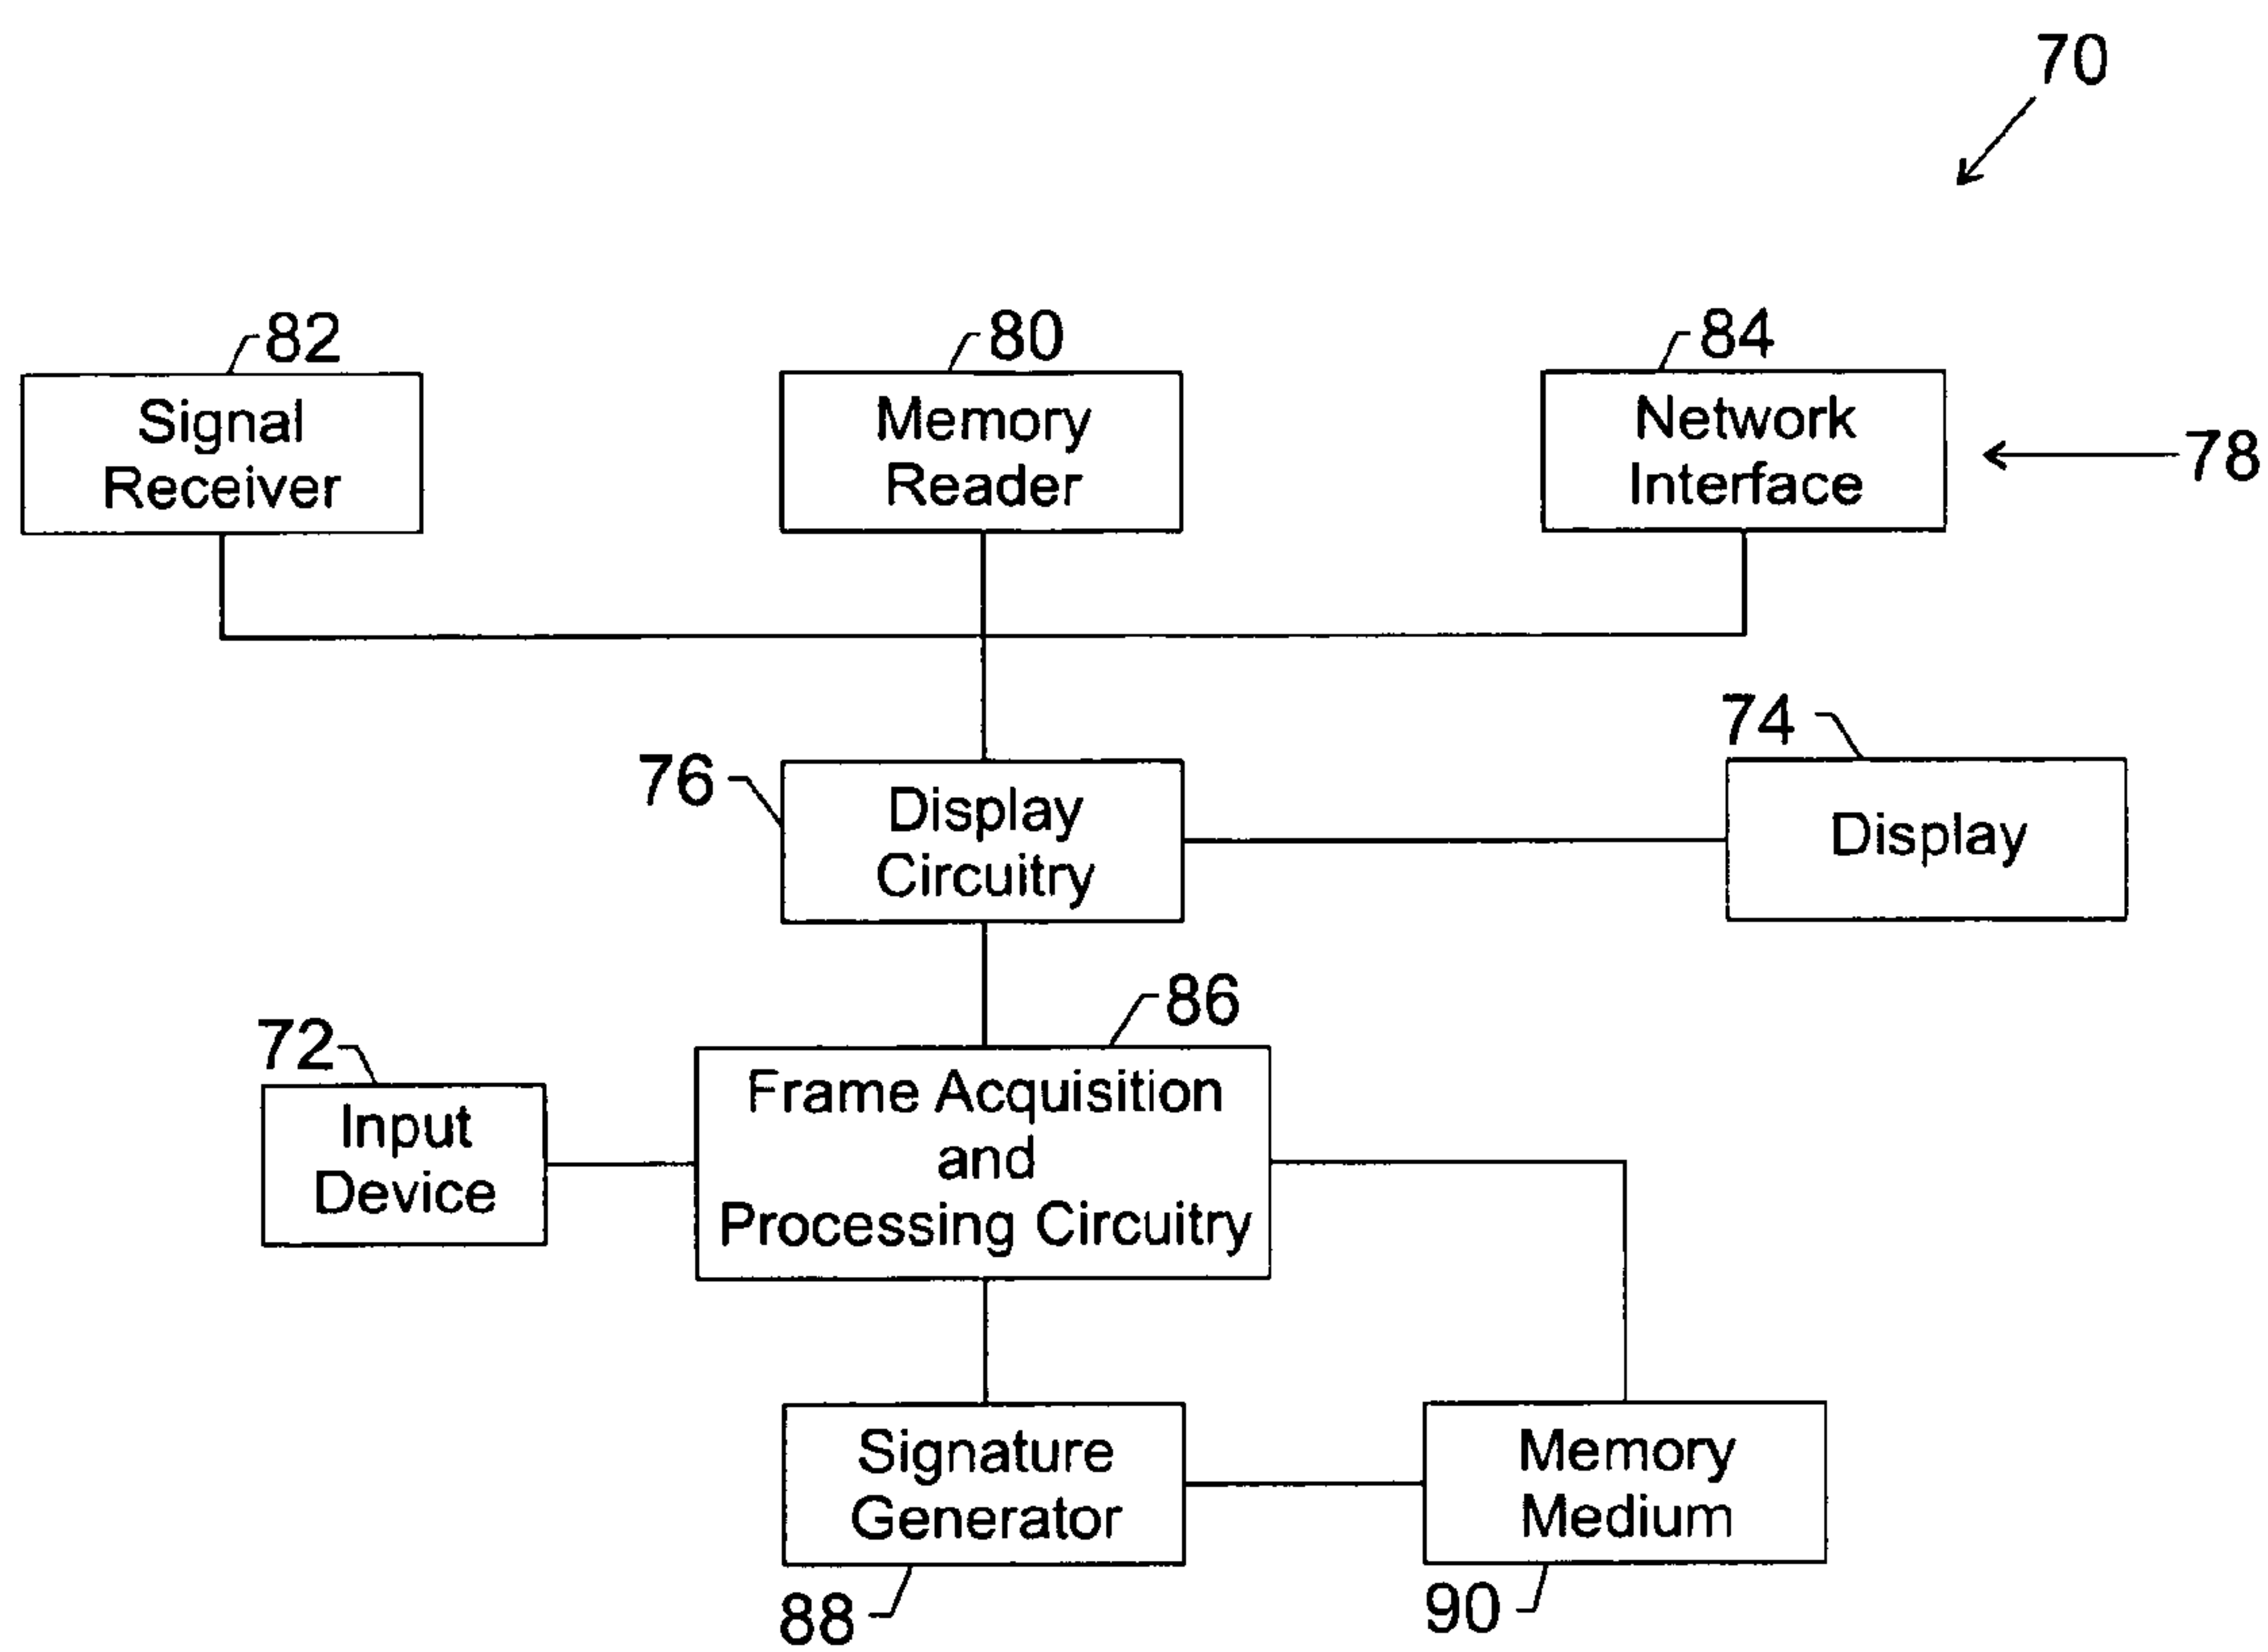 70
82
80
84
Signal
Receiver
Memory
Reader
Network
Interface
78
76
Display
Circuitry
74
Display
72
Input
Device
86
Frame Acquisition
and
Processing Circuitry
Signature
Generator
88
Memory
Medium
90